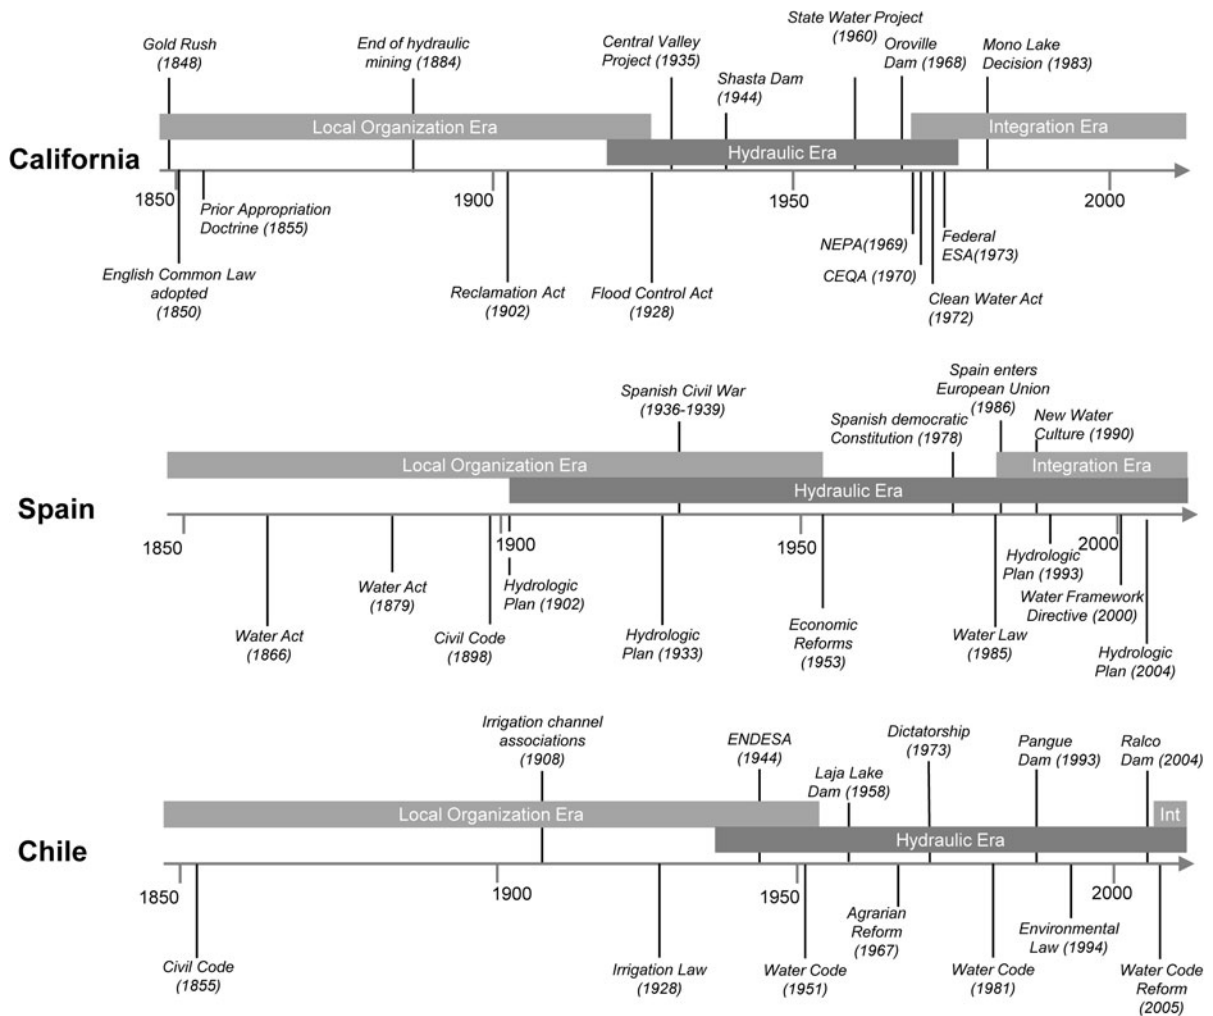 Gold Rush
(1848)
End of hydraulic
mining (1884)
Central Valley
Project (1935)
Shasta Dam
(1944)
State Water Project
(1960)
Oroville
Dam (1968)
Mono Lake
Decision (1983)
Local Organization Era
Integration Era
Hydraulic Era
California
1850
1900
1950
2000
Prior Appropriation
Doctrine (1855)
English Common Law
adopted
(1850)
Reclamation Act
(1902)
Flood Control Act
(1928)
NEPA(1969)
CEQA (1970)
Federal
ESA(1973)
Clean Water Act
(1972)
Spanish Civil War
(1936-1939)
Spanish democratic
Constitution (1978)
Spain enters
European Union
(1986)
New Water
Culture (1990)
Local Organization Era
Integration Era
Hydraulic Era
Spain
1850
1900
1950
2000
Water Act
(1866)
Water Act
(1879)
Civil Code
(1898)
Hydrologic
Plan (1902)
Hydrologic
Plan (1933)
Economic
Reforms
(1953)
Water Law
(1985)
Hydrologic
Plan (1993)
Water Framework
Directive (2000)
Hydrologic
Plan (2004)
Irrigation channel
associations
(1908)
ENDESA
(1944)
Laja Lake
Dam (1958)
Dictatorship
(1973)
Pangue
Dam (1993)
Ralco
Dam (2004)
Local Organization Era
Int
Hydraulic Era
Chile
1850
1900
1950
2000
Civil Code
(1855)
Irrigation Law
(1928)
Water Code
(1951)
Agrarian
Reform
(1967)
Water Code
(1981)
Environmental
Law (1994)
Water Code
Reform
(2005)